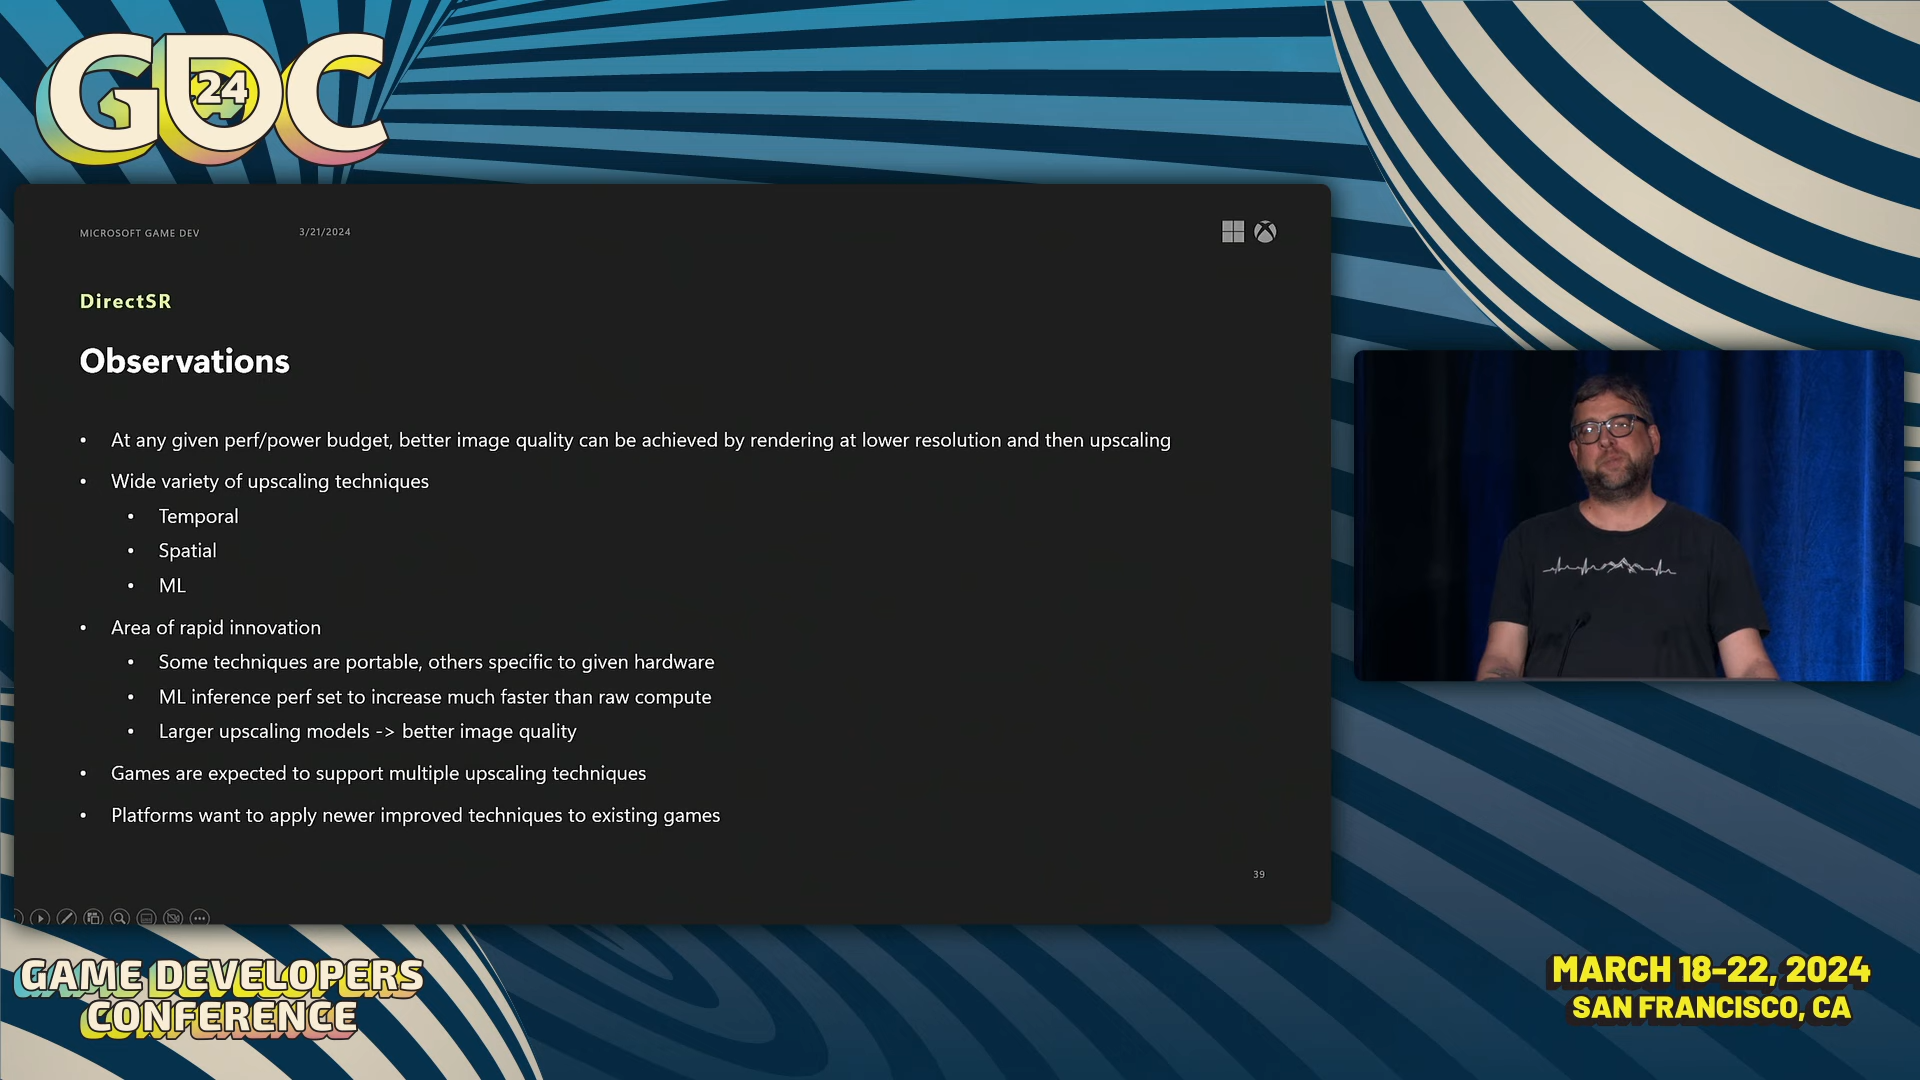 GDC
24
MICROSOFT GAME DEV 3/21/2024
DirectSR
Observations
• At any given perf/power budget, better image quality can be achieved by rendering at lower resolution and then upscaling
• Wide variety of upscaling techniques
• Temporal
• Spatial
• ML
• Area of rapid innovation
• Some techniques are portable, others specific to given hardware
• ML inference perf set to increase much faster than raw compute
• Larger upscaling models -> better image quality
• Games are expected to support multiple upscaling techniques
• Platforms want to apply newer improved techniques to existing games
39
GAME DEVELOPERS
CONFERENCE
MARCH 18-22, 2024
SAN FRANCISCO, CA